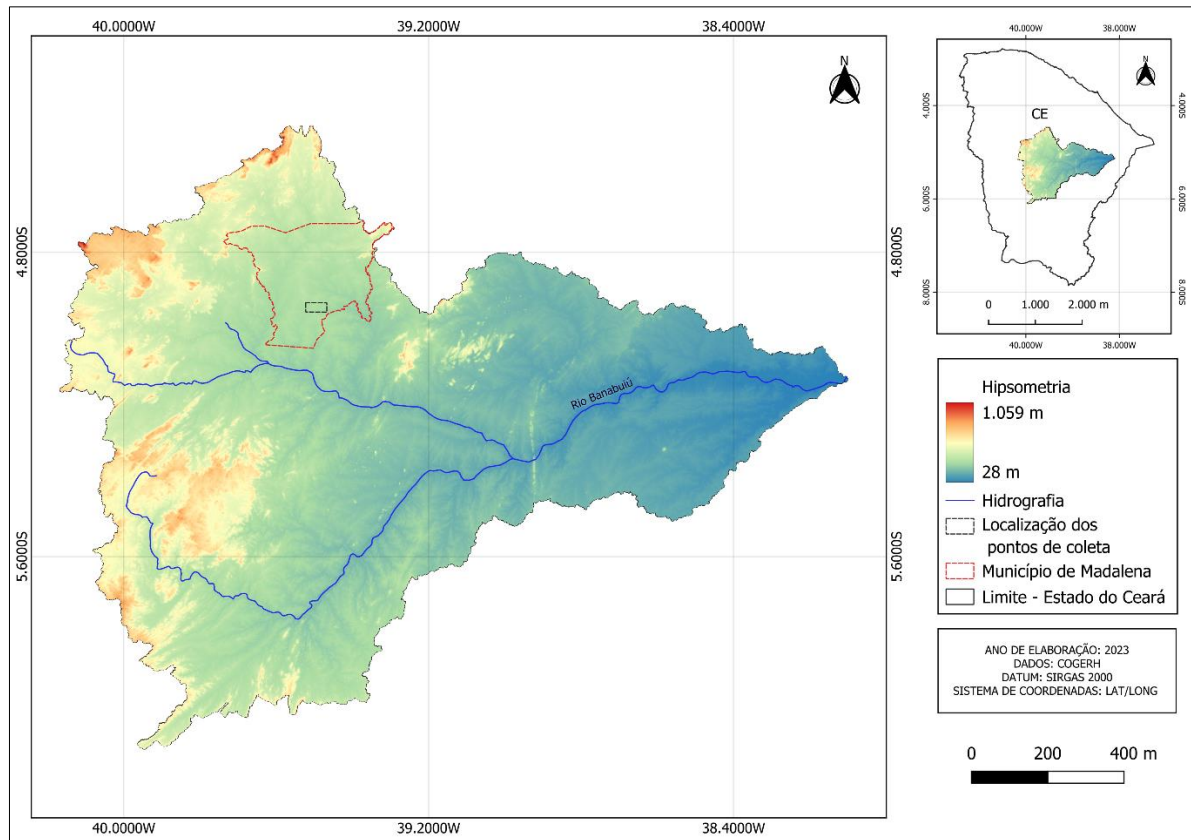 40.0000W
39.2000W
38.4000W
N
4.8000S
4.8000S
5.6000S
5.6000S
Rio Banabuiú
40.0000W
39.2000W
38.4000W
40.000W
38.000W
N
CE
4.000S
4.000S
6.000S
6.000S
8.000S
8.000S
0 1.000 2.000 m
40.000W
38.000W
Hipsometria
1.059 m
28 m
Hidrografia
Localização dos
pontos de coleta
Município de Madalena
Limite - Estado do Ceará
ANO DE ELABORAÇÃO: 2023
DADOS: COGERH
DATUM: SIRGAS 2000
SISTEMA DE COORDENADAS: LAT/LONG
0 200 400 m